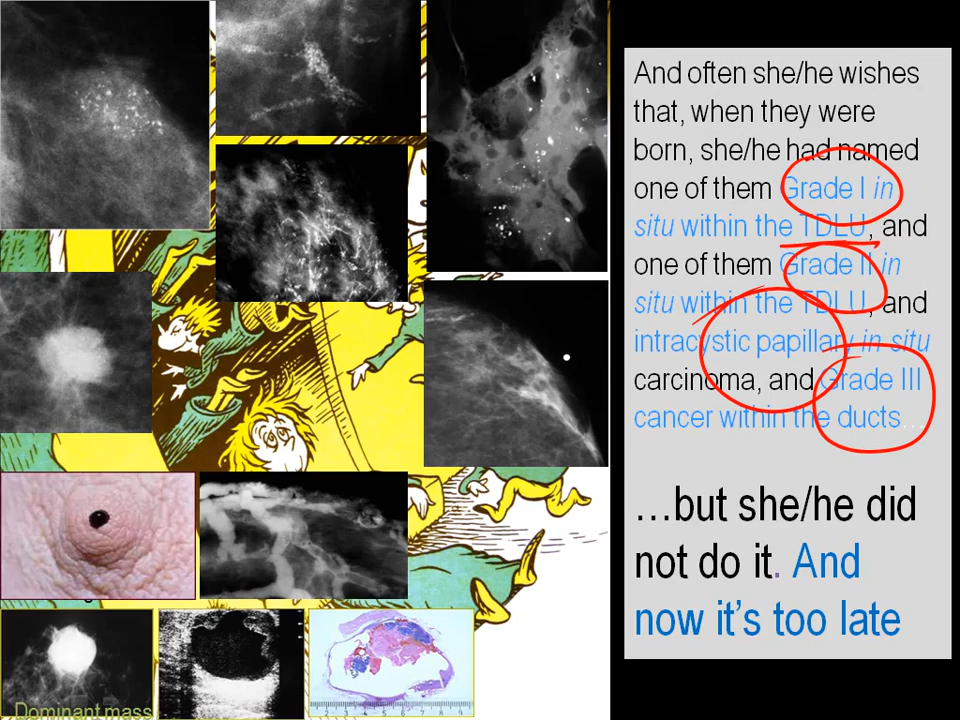 And often she/he wishes
that, when they were
born, she/he had named
one of them Grade I in
situ within the TDLU, and
one of them Grade II in
situ within the TDLU, and
intracystic papillary in situ
carcinoma, and Grade III
cancer within the ducts…
…but she/he did
not do it. And
now it's too late
Dominant mass